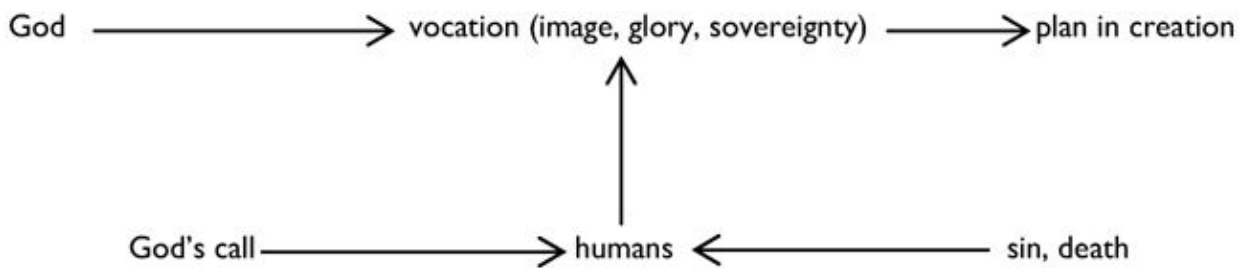 God vocation (image, glory, sovereignty) plan in creation
God's call humans sin, death